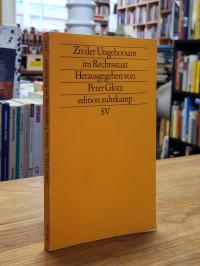 Ziviler Ungehorsam
im Rechtsstaat
Herausgegeben von
Peter Glotz
edition suhrkamp
SV